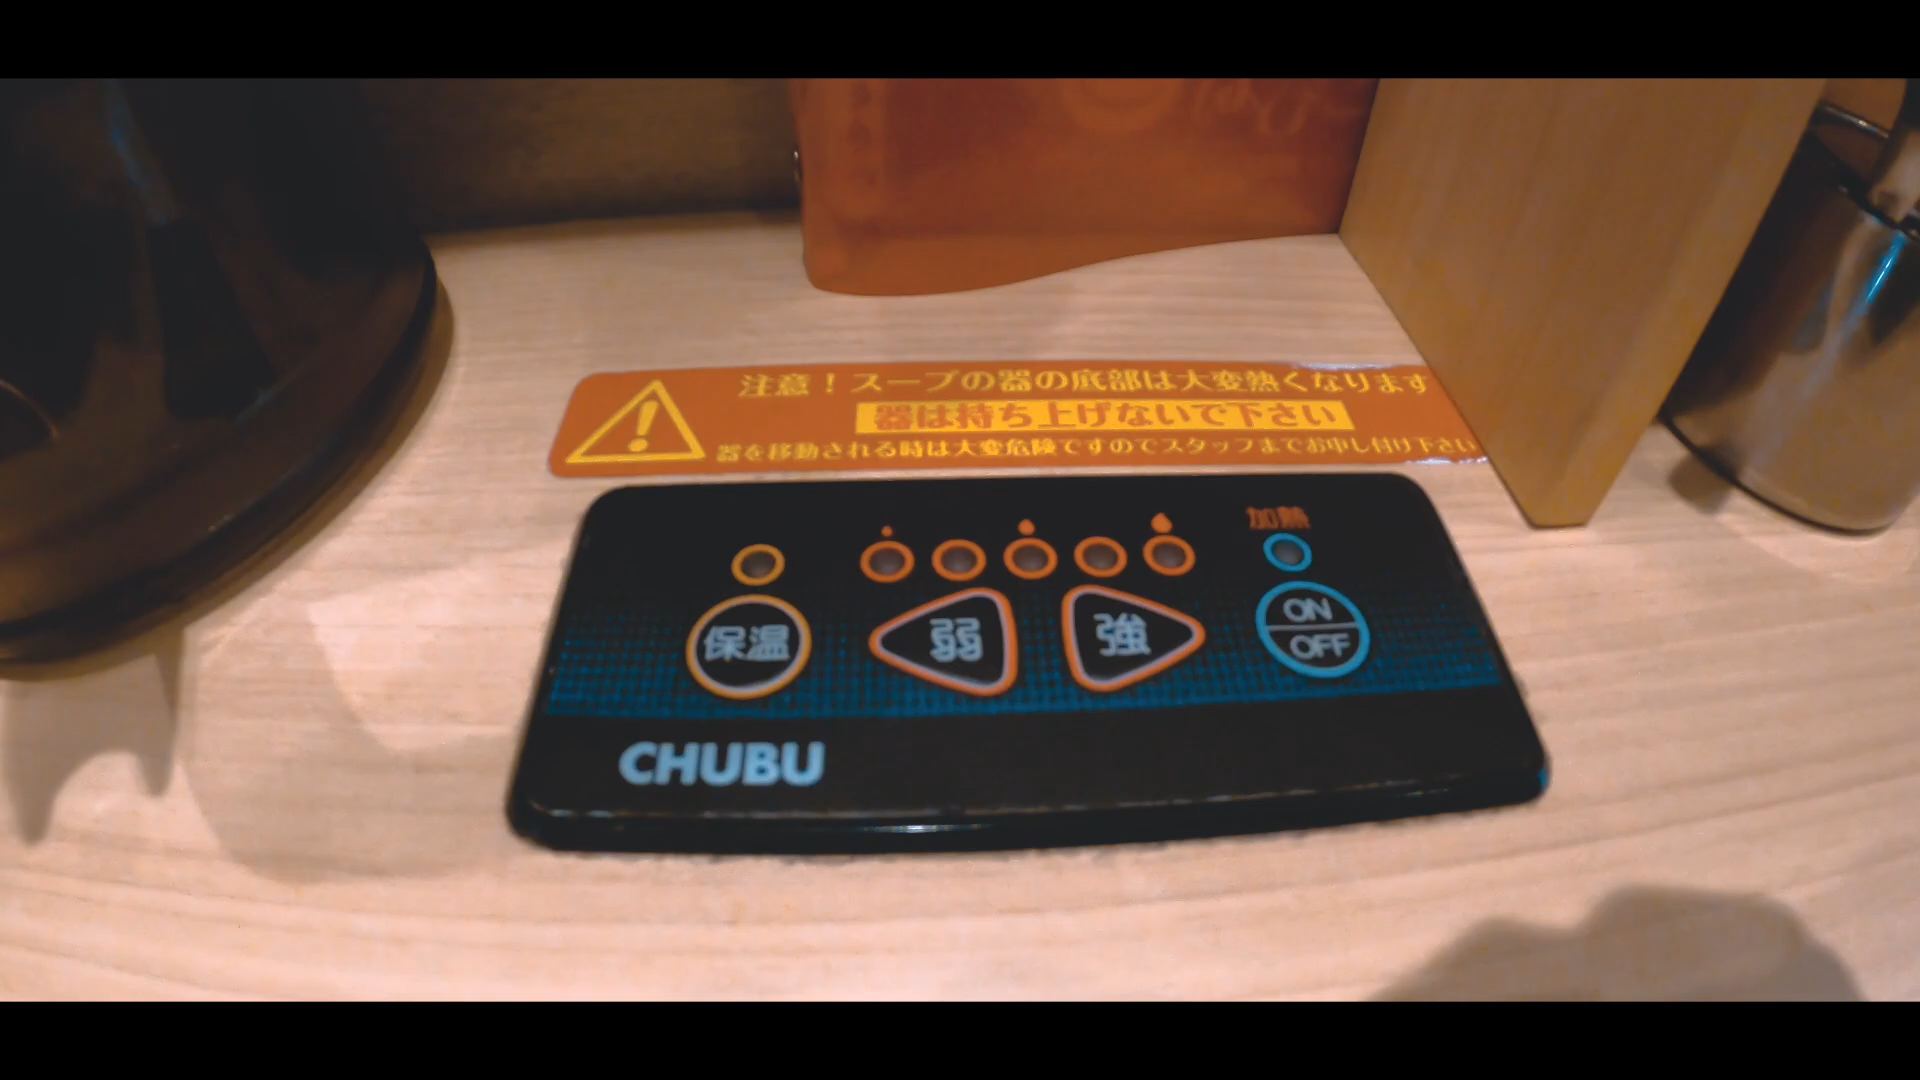 注意！スープの器の底部は大変熱くなります
器は持ち上げないで下さい
器を移動される時は大変危険ですのでスタッフまでお申し付け下さい
加熱
保温
弱
強
ON
OFF
CHUBU